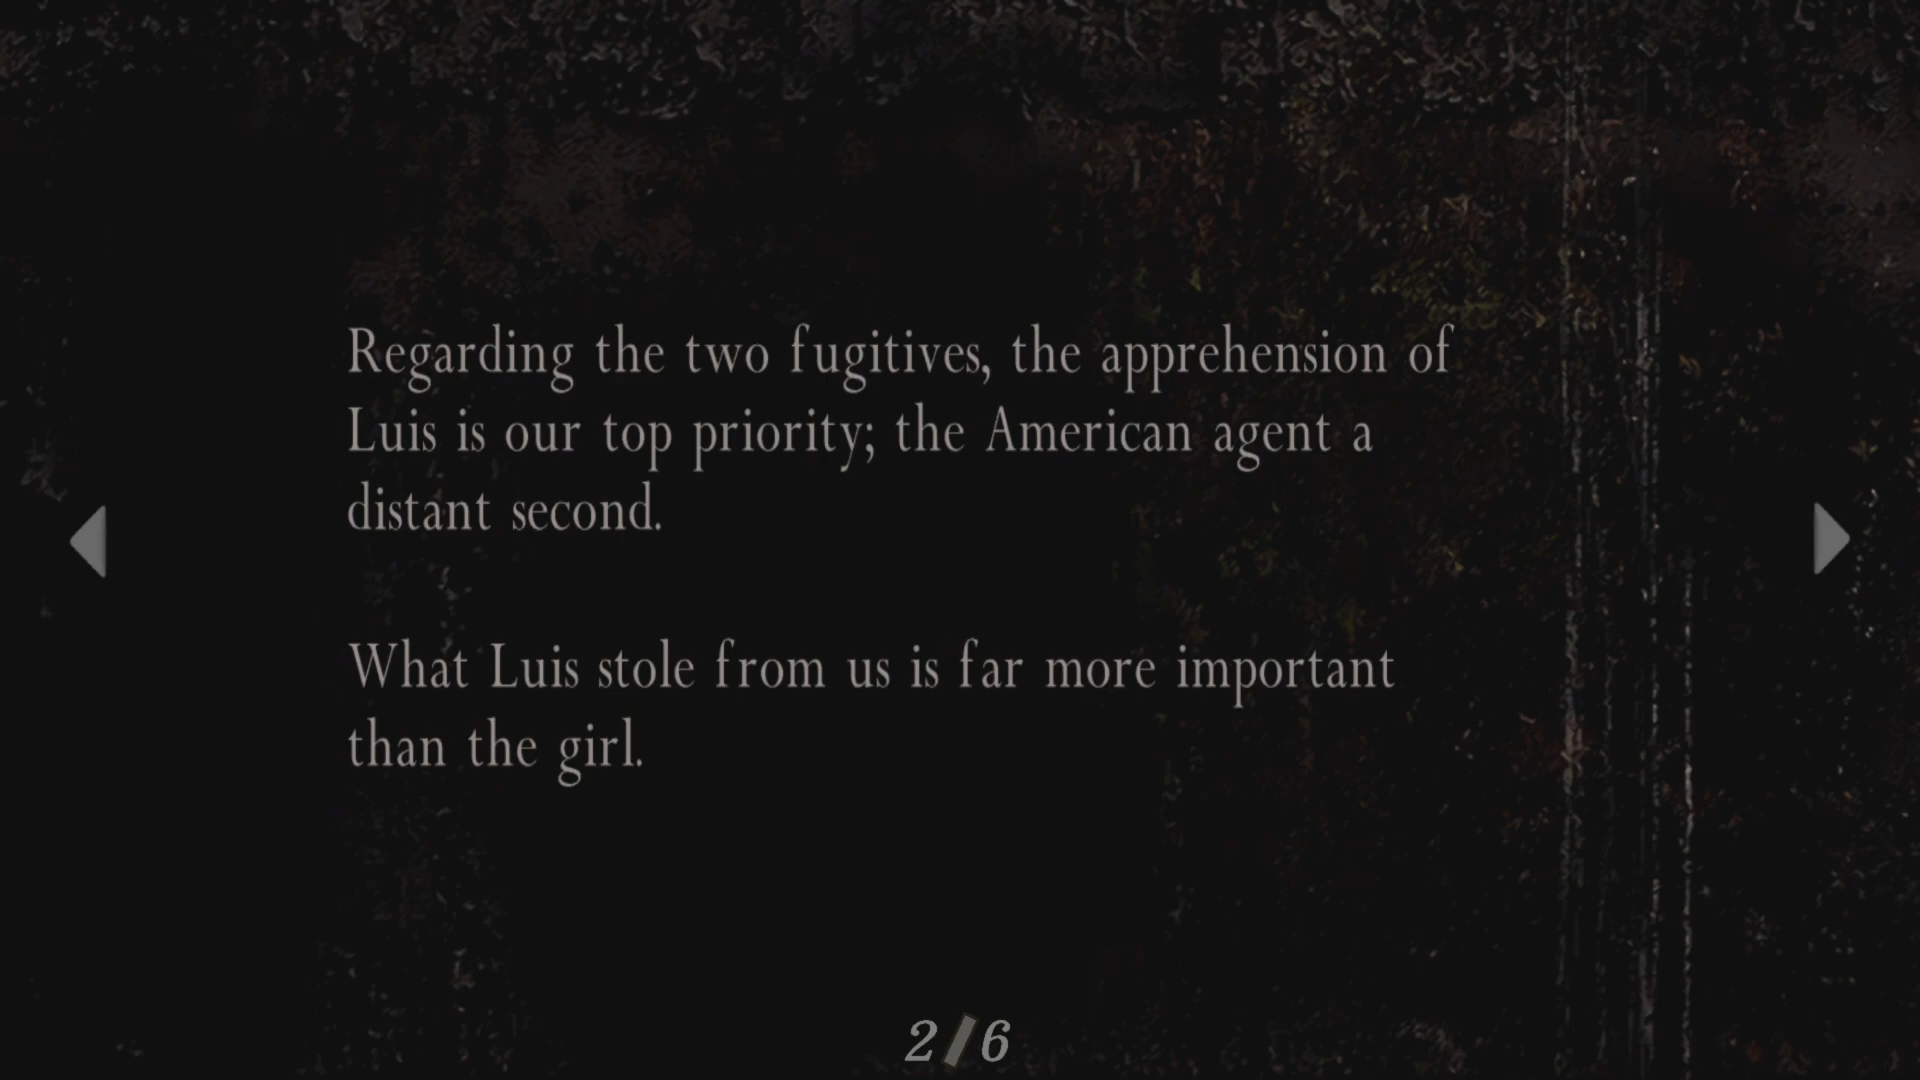 Regarding the two fugitives, the apprehension of
Luis is our top priority; the American agent a
distant second.
What Luis stole from us is far more important
than the girl.
2/6